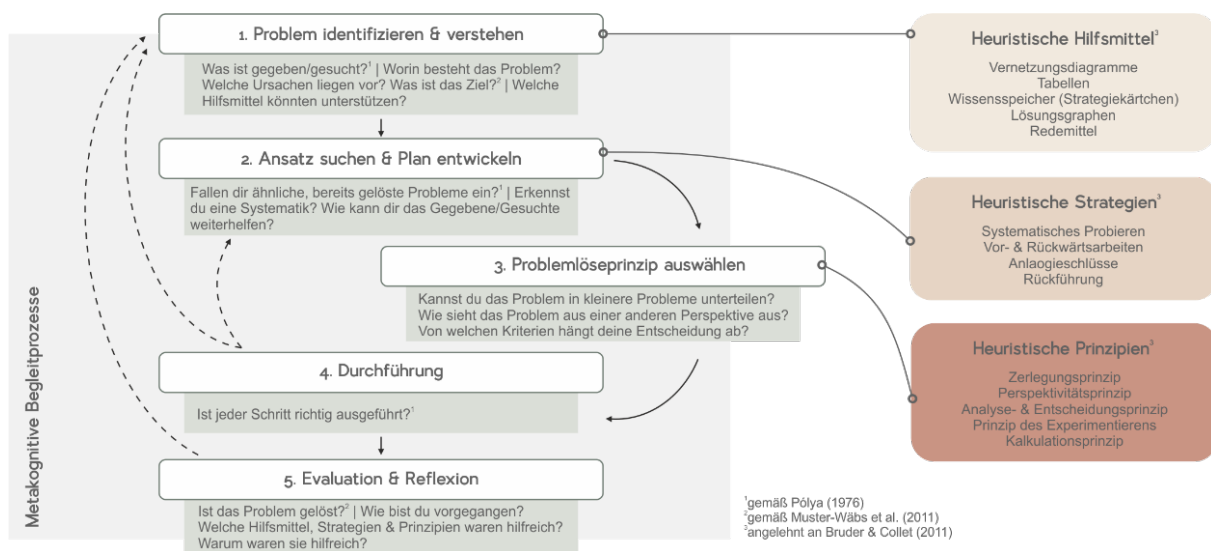 Metakognitive Begleitprozesse
1. Problem identifizieren & verstehen
Was ist gegeben/gesucht?¹ | Worin besteht das Problem?
Welche Ursachen liegen vor? Was ist das Ziel?² | Welche
Hilfsmittel könnten unterstützen?
2. Ansatz suchen & Plan entwickeln
Fallen dir ähnliche, bereits gelöste Probleme ein?¹ | Erkennst
du eine Systematik? Wie kann dir das Gegebene/Gesuchte
weiterhelfen?
3. Problemlöseprinzip auswählen
Kannst du das Problem in kleinere Probleme unterteilen?
Wie sieht das Problem aus einer anderen Perspektive aus?
Von welchen Kriterien hängt deine Entscheidung ab?
4. Durchführung
Ist jeder Schritt richtig ausgeführt?¹
5. Evaluation & Reflexion
Ist das Problem gelöst?² | Wie bist du vorgegangen?
Welche Hilfsmittel, Strategien & Prinzipien waren hilfreich?
Warum waren sie hilfreich?
Heuristische Hilfsmittel³
Vernetzungsdiagramme
Tabellen
Wissensspeicher (Strategiekärtchen)
Lösungsgraphen
Redemittel
Heuristische Strategien³
Systematisches Probieren
Vor- & Rückwärtsarbeiten
Anlaogieschlüsse
Rückführung
Heuristische Prinzipien³
Zerlegungsprinzip
Perspektivitätsprinzip
Analyse- & Entscheidungsprinzip
Prinzip des Experimentierens
Kalkulationsprinzip
¹gemäß Pólya (1976)
²gemäß Muster-Wäbs et al. (2011)
³angelehnt an Bruder & Collet (2011)